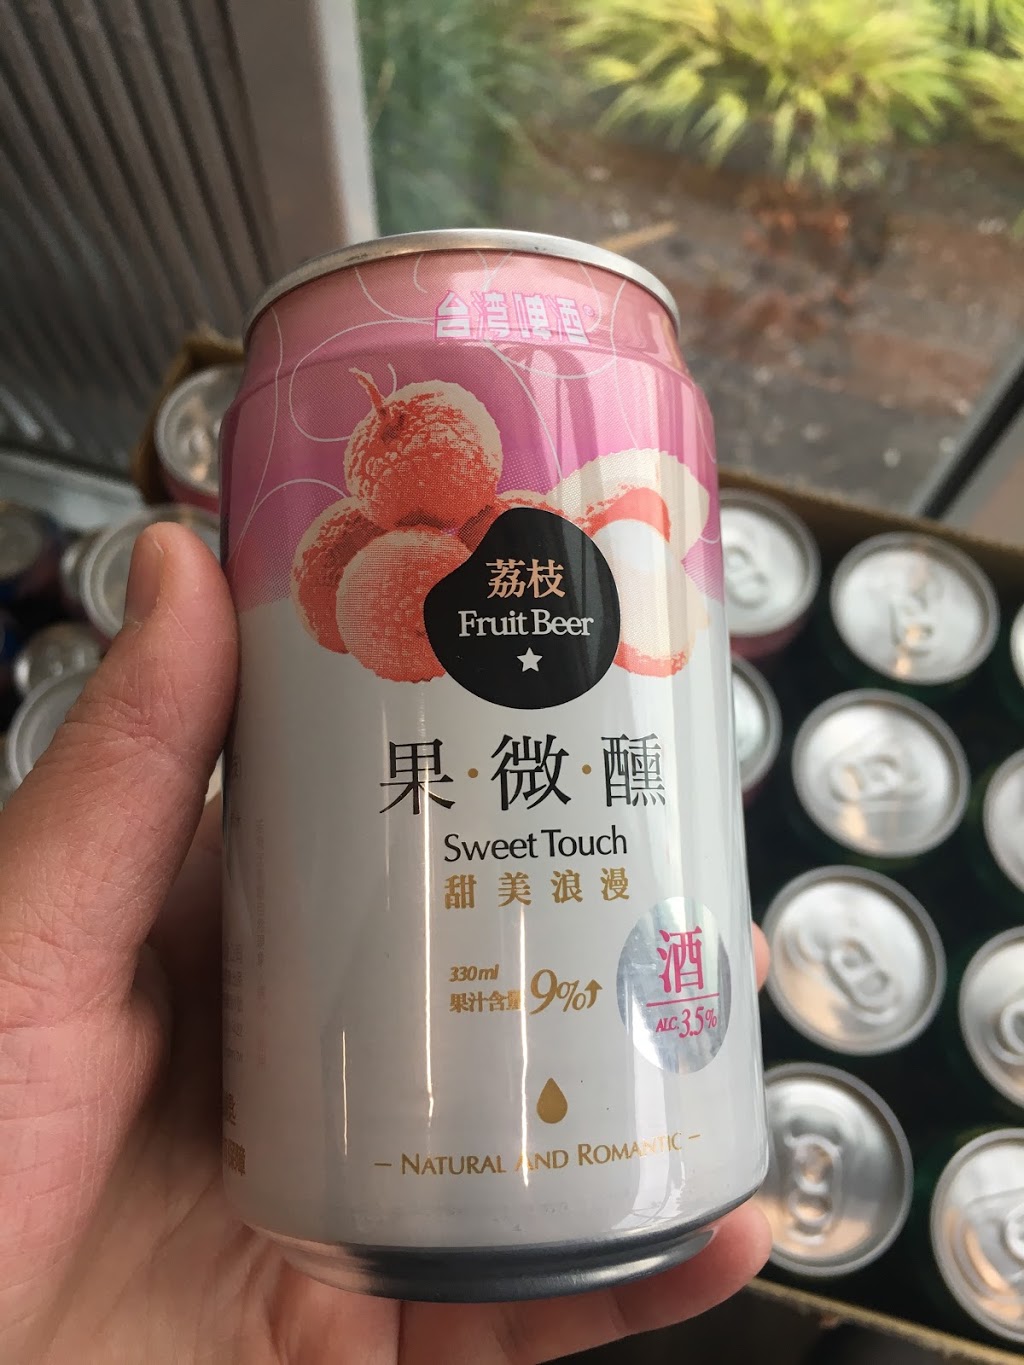 台湾啤酒®
荔枝
Fruit Beer
果·微·醺
Sweet Touch
甜美浪漫
330ml
果汁含量 9%↑
酒
ALC. 3.5%
– NATURAL AND ROMANTIC –